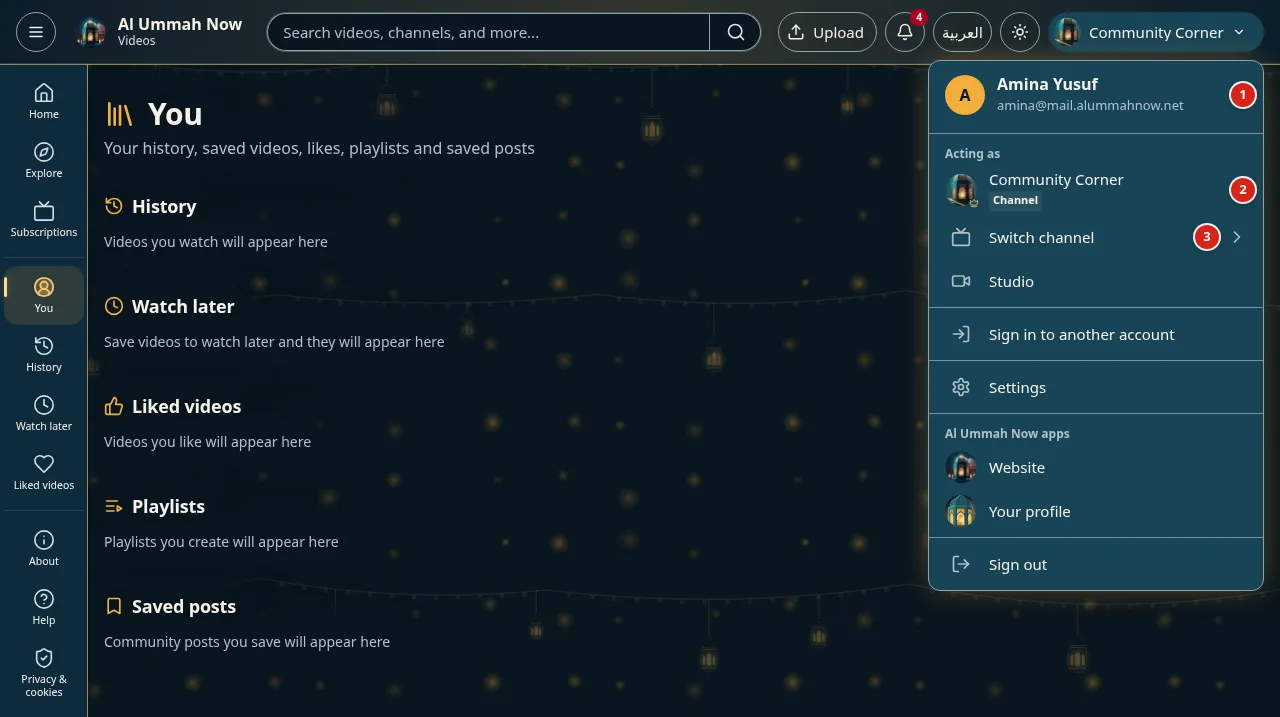 Al Ummah Now
Videos
Search videos, channels, and more...
Upload
4
العربية
Community Corner
Home
Explore
Subscriptions
You
History
Watch later
Liked videos
About
Help
Privacy &
cookies
You
Your history, saved videos, likes, playlists and saved posts
History
Videos you watch will appear here
Watch later
Save videos to watch later and they will appear here
Liked videos
Videos you like will appear here
Playlists
Playlists you create will appear here
Saved posts
Community posts you save will appear here
A
Amina Yusuf
amina@mail.alummahnow.net
1
Acting as
Community Corner
Channel
2
Switch channel
3
Studio
Sign in to another account
Settings
Al Ummah Now apps
Website
Your profile
Sign out